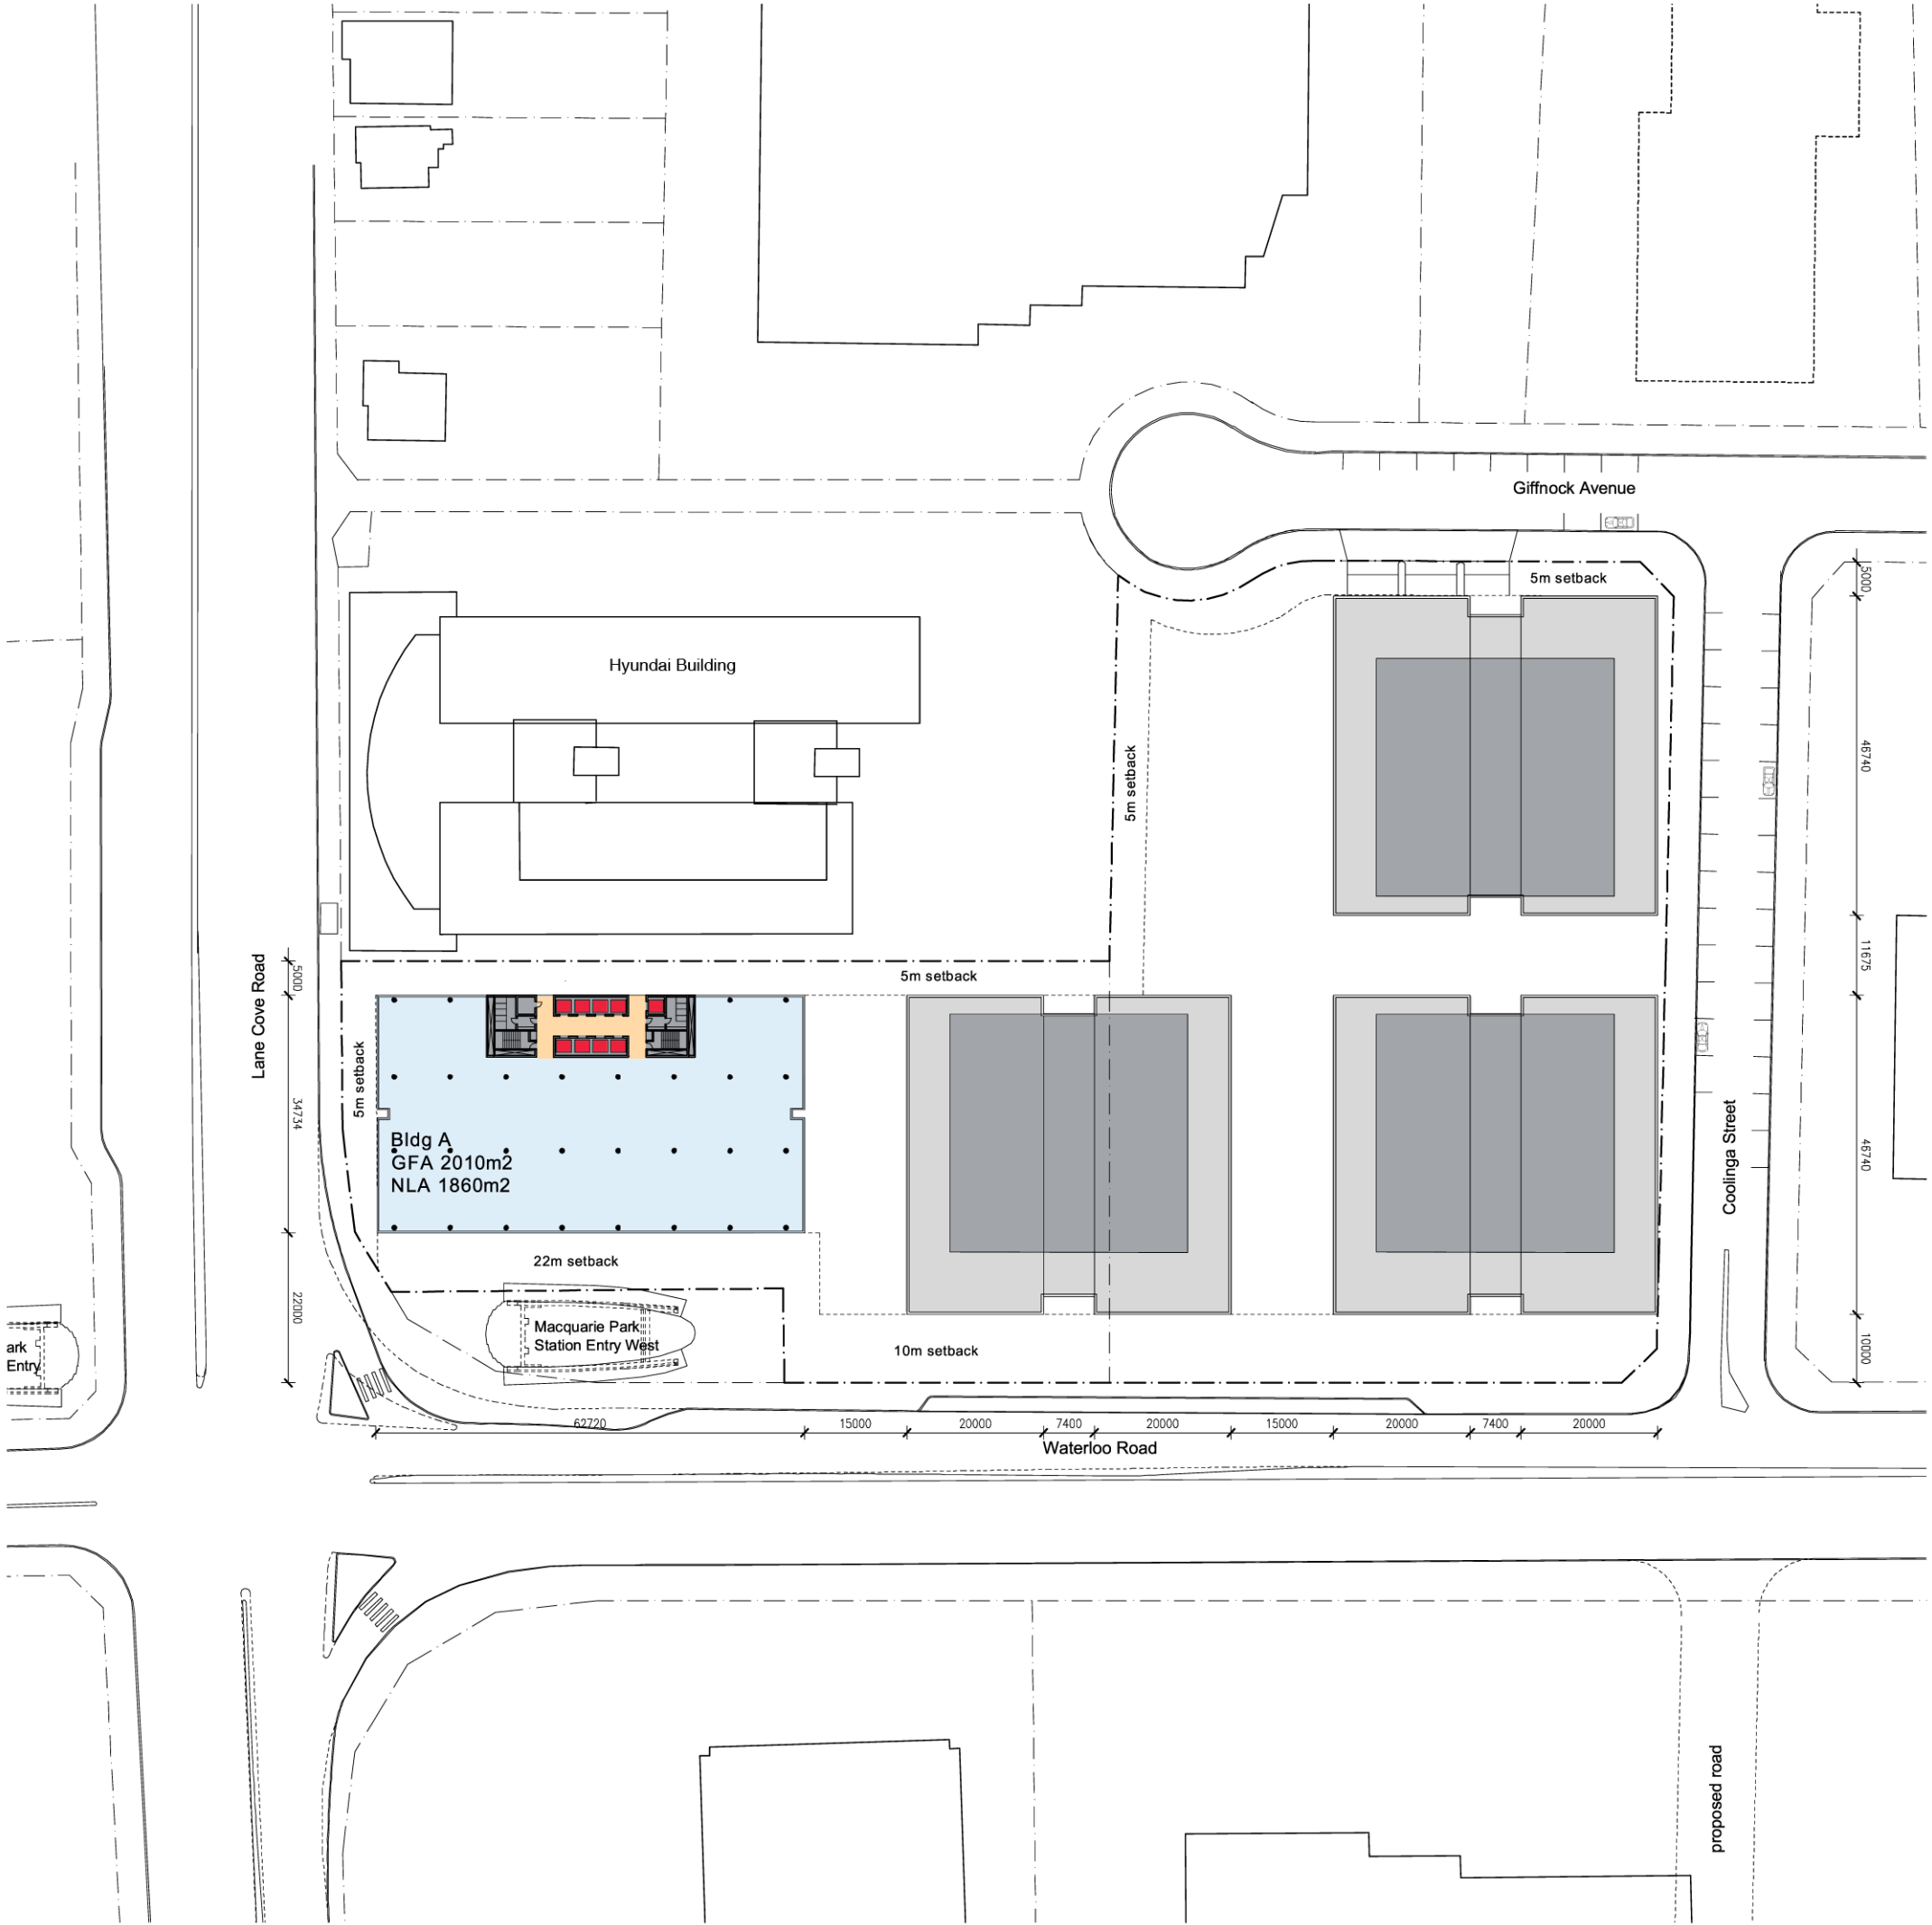 Giffnock Avenue
5m setback
5000
Hyundai Building
46740
5m setback
Lane Cove Road
5000
5m setback
11675
5m setback
34734
Bldg A
GFA 2010m2
NLA 1860m2
46740
Coolinga Street
22m setback
22000
ark
Entry
Macquarie Park
Station Entry West
10m setback
10000
62720
15000
20000
7400
20000
15000
20000
7400
20000
Waterloo Road
proposed road